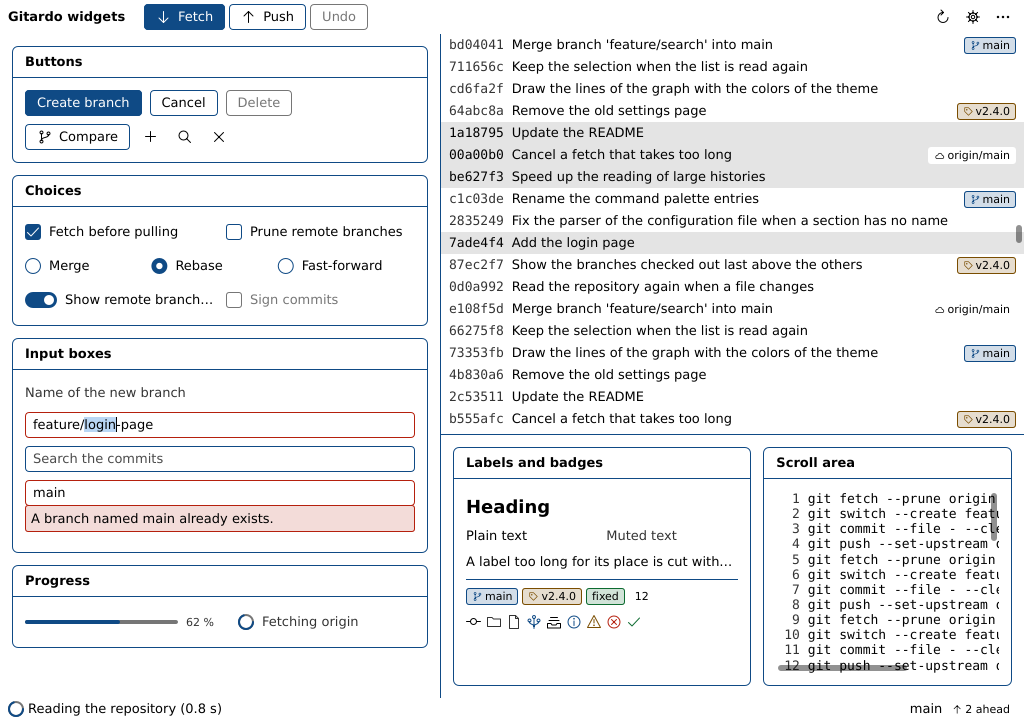 Gitardo widgets Fetch Push Undo
Buttons
Create branch Cancel Delete
Compare
Choices
Fetch before pulling Prune remote branches
Merge Rebase Fast-forward
Show remote branch… Sign commits
Input boxes
Name of the new branch
feature/login-page
Search the commits
main
A branch named main already exists.
Progress
62 % Fetching origin
bd04041 Merge branch 'feature/search' into main main
711656c Keep the selection when the list is read again
cd6fa2f Draw the lines of the graph with the colors of the theme
64abc8a Remove the old settings page v2.4.0
1a18795 Update the README
00a00b0 Cancel a fetch that takes too long origin/main
be627f3 Speed up the reading of large histories
c1c03de Rename the command palette entries main
2835249 Fix the parser of the configuration file when a section has no name
7ade4f4 Add the login page
87ec2f7 Show the branches checked out last above the others v2.4.0
0d0a992 Read the repository again when a file changes
e108f5d Merge branch 'feature/search' into main origin/main
66275f8 Keep the selection when the list is read again
73353fb Draw the lines of the graph with the colors of the theme main
4b830a6 Remove the old settings page
2c53511 Update the README
b555afc Cancel a fetch that takes too long v2.4.0
Labels and badges
Heading
Plain text Muted text
A label too long for its place is cut with…
main v2.4.0 fixed 12
Scroll area
1 git fetch --prune origin
2 git switch --create featu
3 git commit --file - --cle
4 git push --set-upstream o
5 git fetch --prune origin
6 git switch --create featu
7 git commit --file - --cle
8 git push --set-upstream o
9 git fetch --prune origin
10 git switch --create featu
11 git commit --file - --cle
12 git push --set-upstream o
Reading the repository (0.8 s) main ↑ 2 ahead